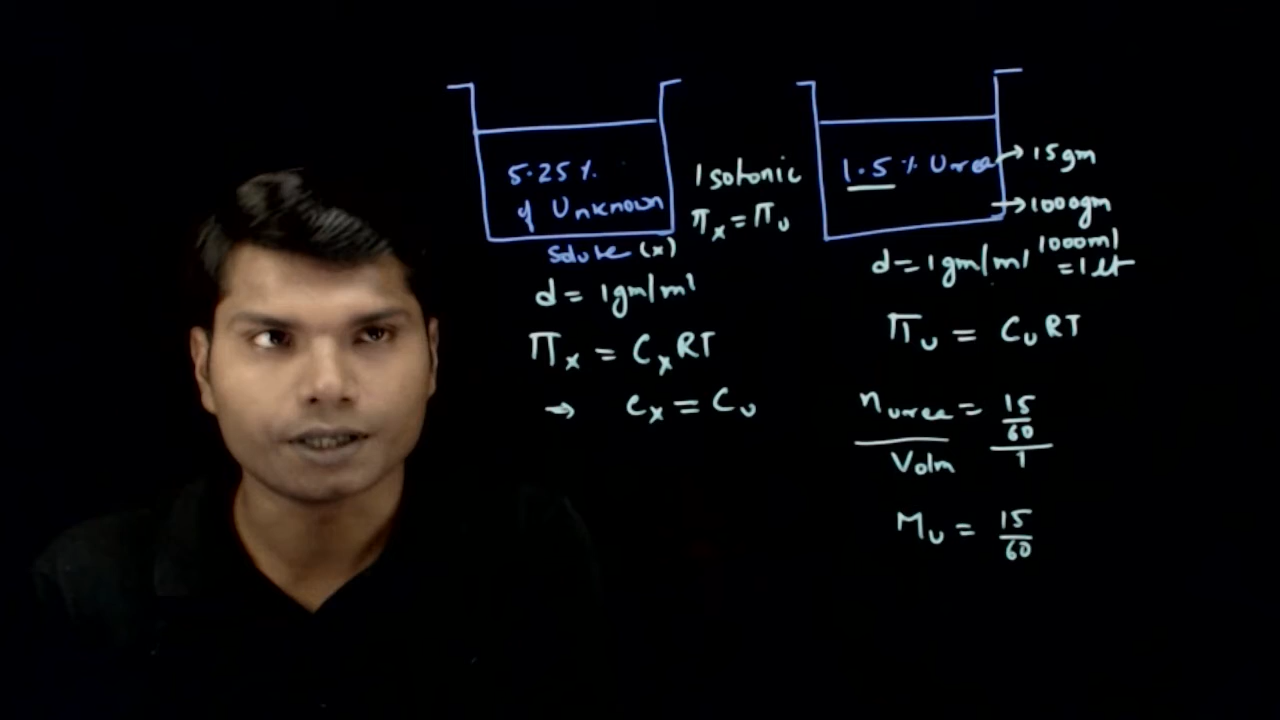 5.25 %.
of Unknown
Solute (x)
d = 1gm/ml
Πx = CxRT
⇒ Cx = CU
Isotonic
Πx = ΠU
1.5 % Urea → 15gm
→ 1000gm
1000ml
= 1 lt
d = 1gm/ml
ΠU = CURT
nurea / Volm = 15/60 / 1
MU = 15/60